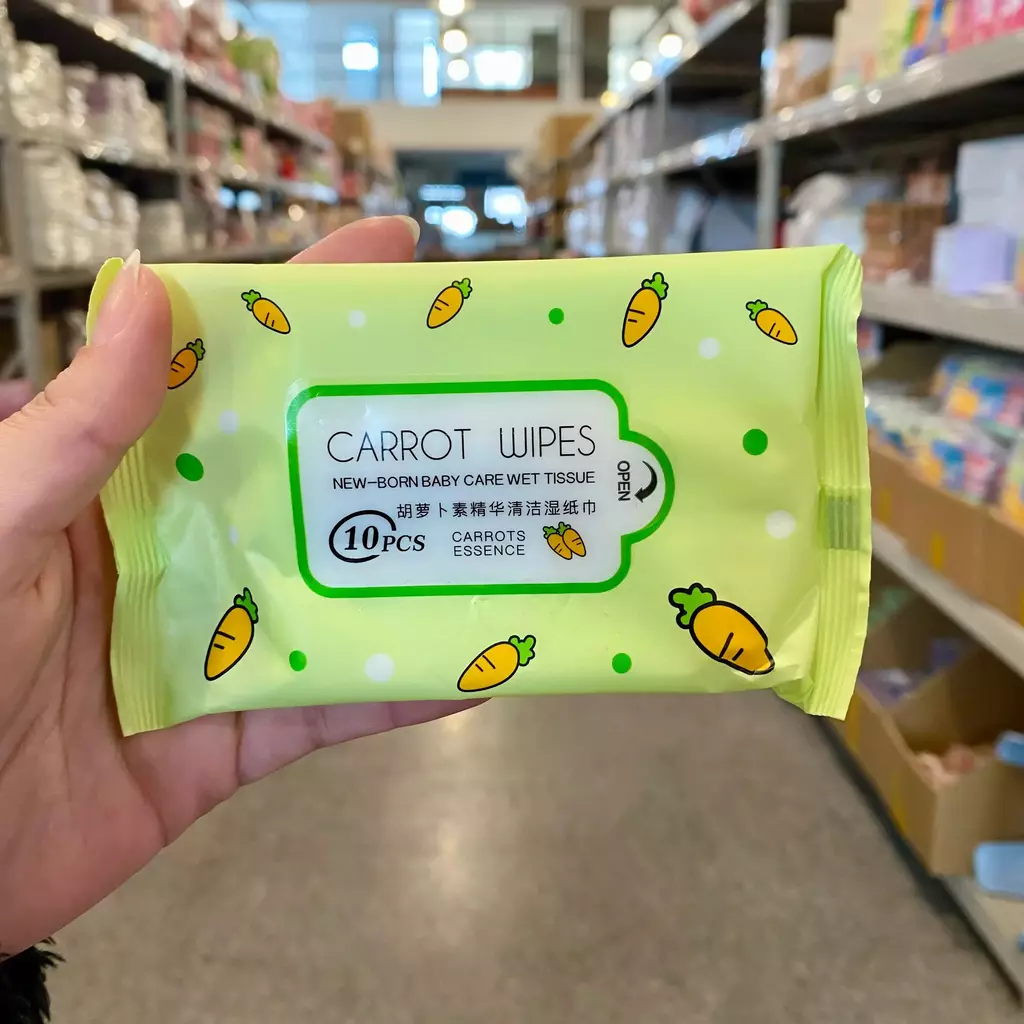 CARROT WIPES
NEW-BORN BABY CARE WET TISSUE
胡萝卜素精华清洁湿纸巾
10PCS
CARROTS
ESSENCE
OPEN